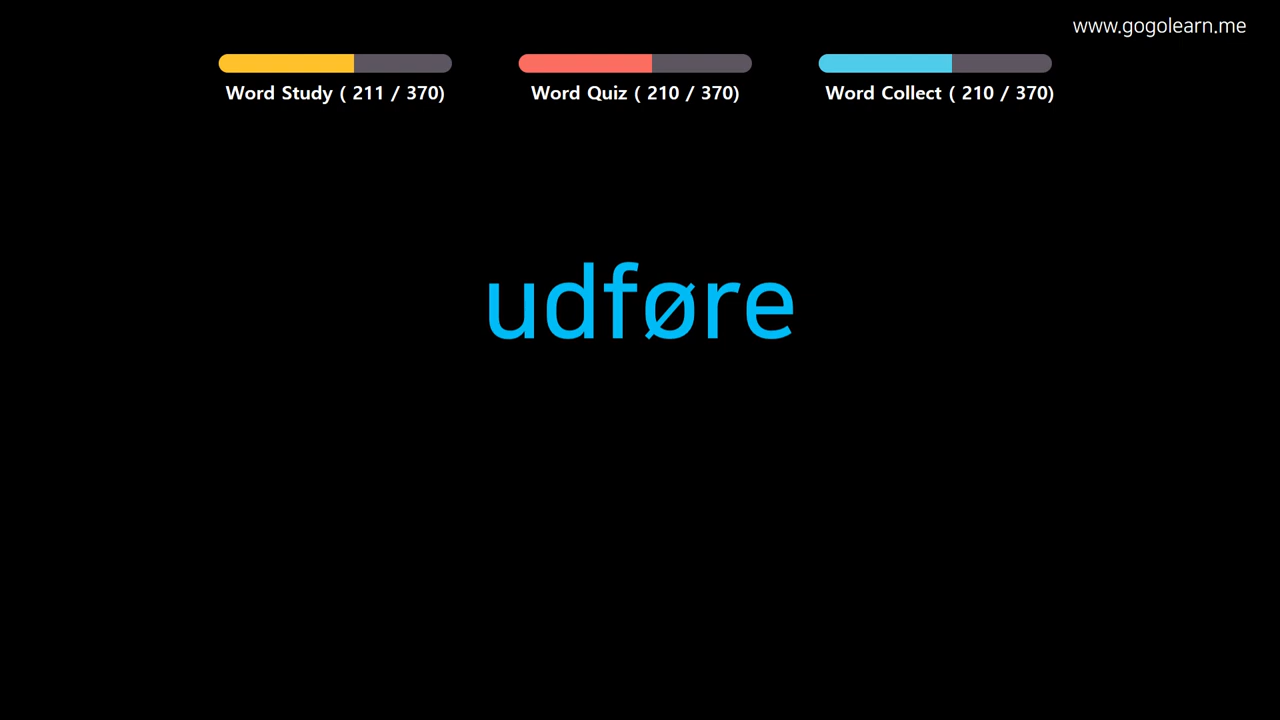 www.gogolearn.me
Word Study ( 211 / 370)
Word Quiz ( 210 / 370)
Word Collect ( 210 / 370)
udføre